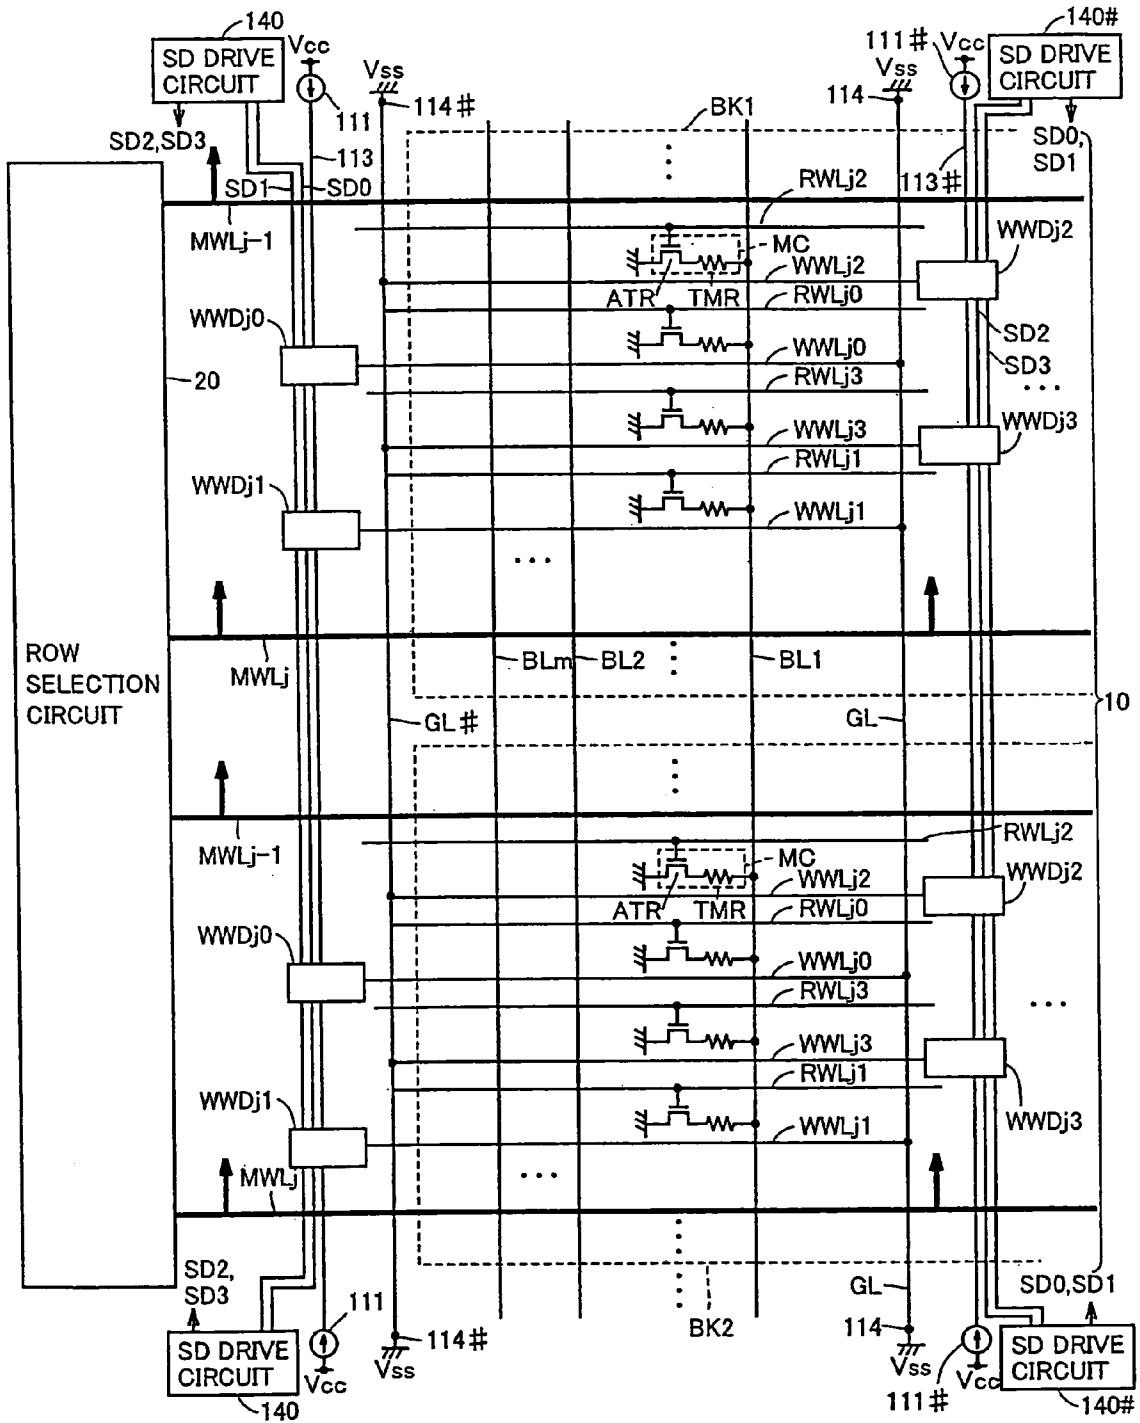 140
SD DRIVE
CIRCUIT
Vcc
111
Vss
114#
BK1
Vss
114
111#
Vcc
140#
SD DRIVE
CIRCUIT
SD2,SD3
SD1
SD0
113
113#
SD0,
SD1
MWLj-1
RWLj2
MC
WWDj2
ATR
TMR
WWLj2
RWLj0
WWDj0
20
WWLj0
SD2
SD3
RWLj3
...
WWLj3
WWDj3
RWLj1
WWDj1
WWLj1
...
ROW
SELECTION
CIRCUIT
MWLj
BLm
BL2
BL1
10
GL#
GL
MWLj-1
RWLj2
MC
WWDj2
WWLj2
ATR
TMR
RWLj0
WWDj0
WWLj0
RWLj3
...
WWLj3
RWLj1
WWDj1
WWLj1
WWDj3
MWLj
...
SD2,
SD3
111
GL
SD0,SD1
BK2
114#
114
SD DRIVE
CIRCUIT
Vss
Vcc
Vss
Vcc
SD DRIVE
CIRCUIT
140
111#
140#